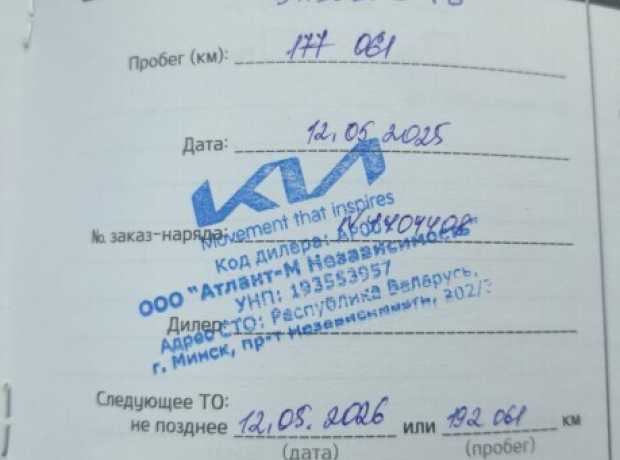 Пробег (км): 177 061
Дата: 12.05.2025
KIA
Movement that inspires
№ заказ-наряда:
Код дилера:
ООО "Атлант-М Независимость"
УНП: 193553957
Дилер:
Адрес СТО: Республика Беларусь,
г. Минск, пр-т Независимости, 202/3
Следующее ТО:
не позднее 12.05.2026 или 192 061 км
(дата) (пробег)